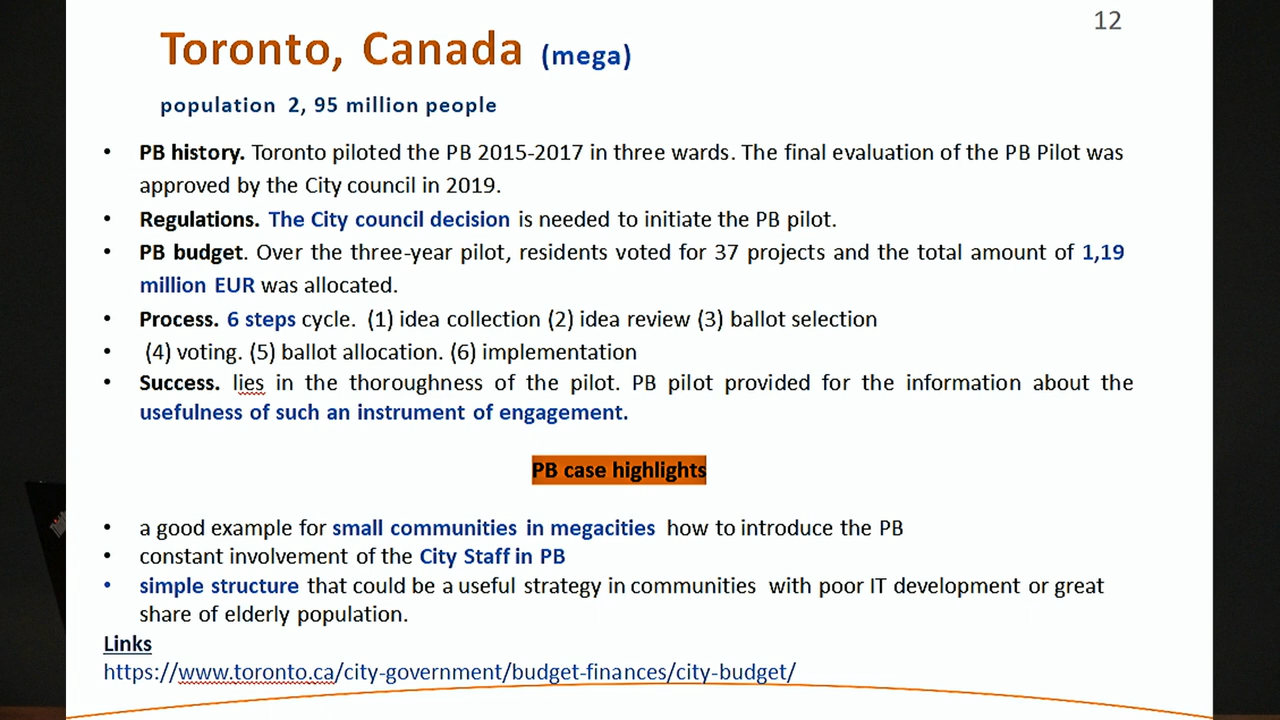 12
Toronto, Canada (mega)
population 2, 95 million people
• PB history. Toronto piloted the PB 2015-2017 in three wards. The final evaluation of the PB Pilot was
approved by the City council in 2019.
• Regulations. The City council decision is needed to initiate the PB pilot.
• PB budget. Over the three-year pilot, residents voted for 37 projects and the total amount of 1,19
million EUR was allocated.
• Process. 6 steps cycle. (1) idea collection (2) idea review (3) ballot selection
• (4) voting. (5) ballot allocation. (6) implementation
• Success. lies in the thoroughness of the pilot. PB pilot provided for the information about the
usefulness of such an instrument of engagement.
PB case highlights
• a good example for small communities in megacities how to introduce the PB
• constant involvement of the City Staff in PB
• simple structure that could be a useful strategy in communities with poor IT development or great
share of elderly population.
Links
https://www.toronto.ca/city-government/budget-finances/city-budget/